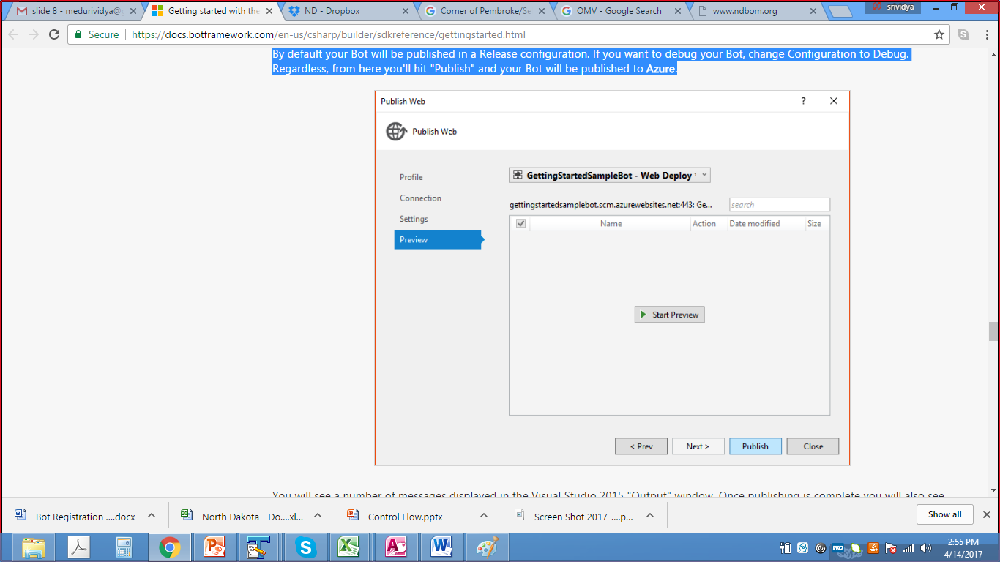 slide 8 - medurividya@
Getting started with the
ND - Dropbox
Corner of Pembroke/Se
OMV - Google Search
www.ndbom.org
srividya
Secure
https://docs.botframework.com/en-us/csharp/builder/sdkreference/gettingstarted.html
By default your Bot will be published in a Release configuration. If you want to debug your Bot, change Configuration to Debug.
Regardless, from here you'll hit "Publish" and your Bot will be published to Azure.
Publish Web
?
Publish Web
Profile
Connection
Settings
Preview
GettingStartedSampleBot - Web Deploy
gettingstartedsamplebot.scm.azurewebsites.net:443: Ge...
search
Name Action Date modified Size
Start Preview
< Prev Next > Publish Close
You will see a number of messages displayed in the Visual Studio 2015 "Output" window. Once publishing is complete you will also see
Bot Registration ....docx
North Dakota - Do....xl...
Control Flow.pptx
Screen Shot 2017-....p...
Show all
2:55 PM
4/14/2017